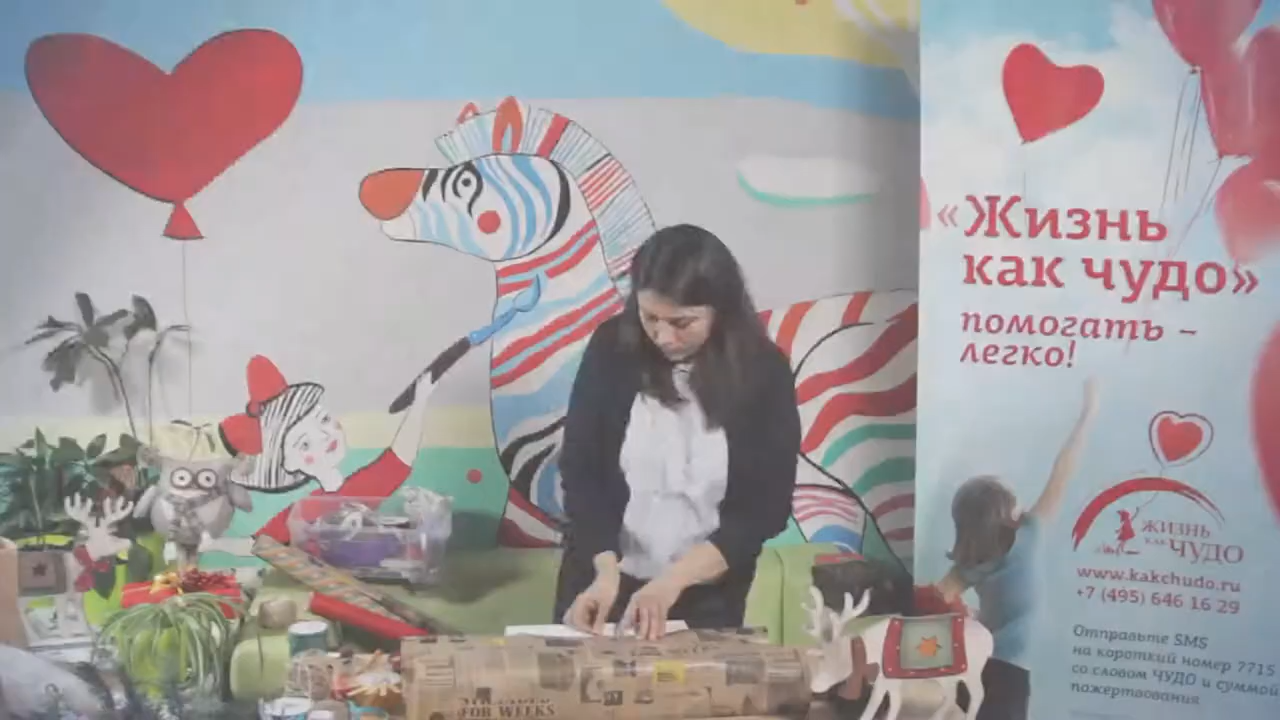 «Жизнь
как чудо»
помогать –
легко!
ЖИЗНЬ
КАК ЧУДО
www.kakchudo.ru
+7 (495) 646 16 29
Отправьте SMS
на короткий номер 7715
со словом ЧУДО и суммой
пожертвования
FOR WEEKS